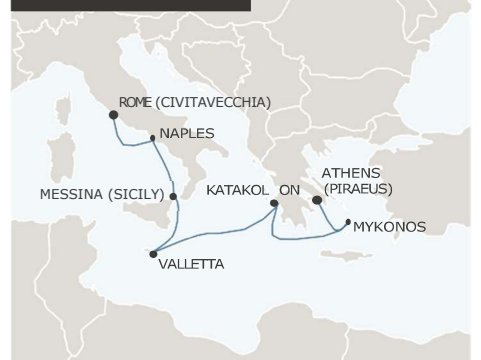 ROME (CIVITAVECCHIA)
NAPLES
MESSINA (SICILY)
KATAKOL ON
ATHENS
(PIRAEUS)
MYKONOS
VALLETTA